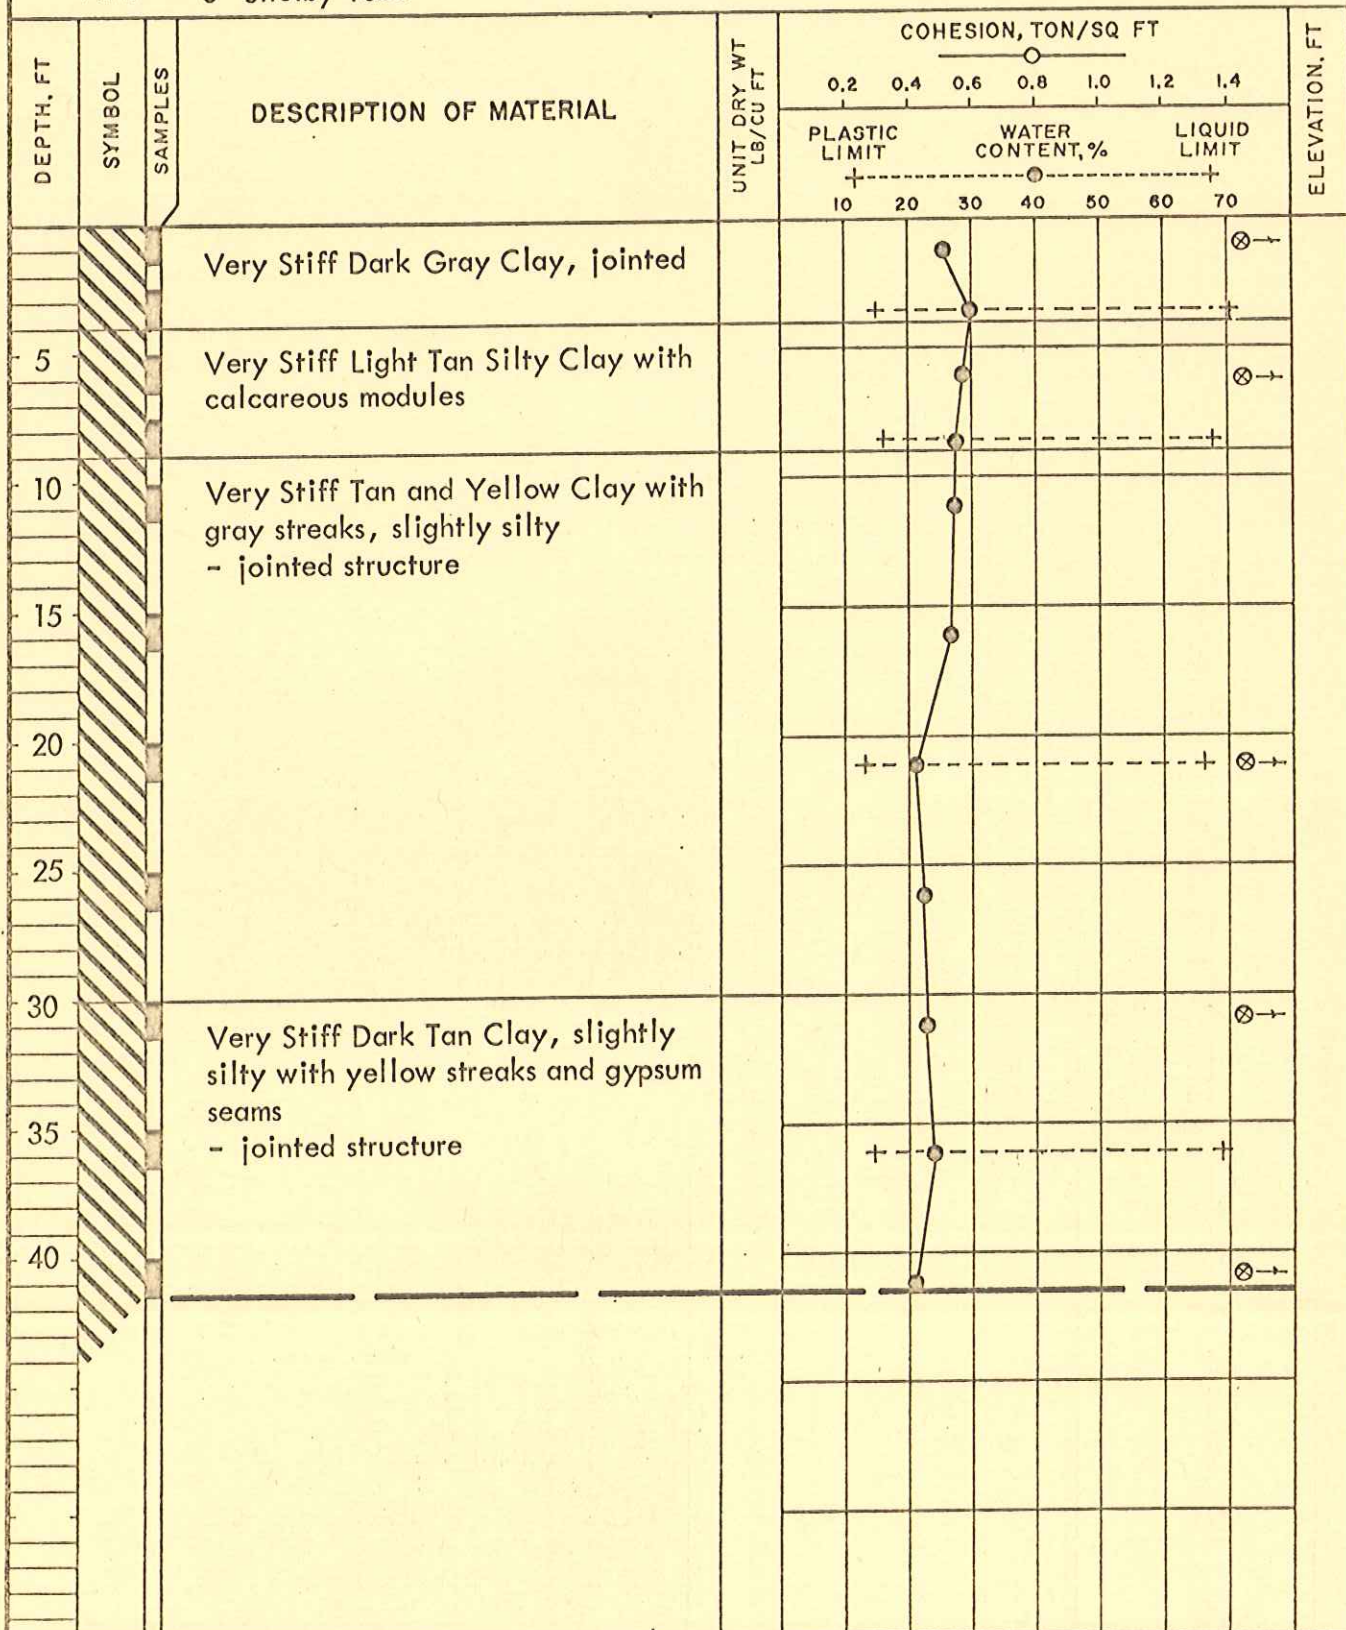 DEPTH, FT
SYMBOL
SAMPLES
DESCRIPTION OF MATERIAL
UNIT DRY WT
LB/CU FT
COHESION, TON/SQ FT
0.2 0.4 0.6 0.8 1.0 1.2 1.4
PLASTIC
LIMIT
WATER
CONTENT, %
LIQUID
LIMIT
10 20 30 40 50 60 70
ELEVATION, FT
Very Stiff Dark Gray Clay, jointed
5
Very Stiff Light Tan Silty Clay with
calcareous modules
10
Very Stiff Tan and Yellow Clay with
gray streaks, slightly silty
- jointed structure
15
20
25
30
Very Stiff Dark Tan Clay, slightly
silty with yellow streaks and gypsum
seams
- jointed structure
35
40